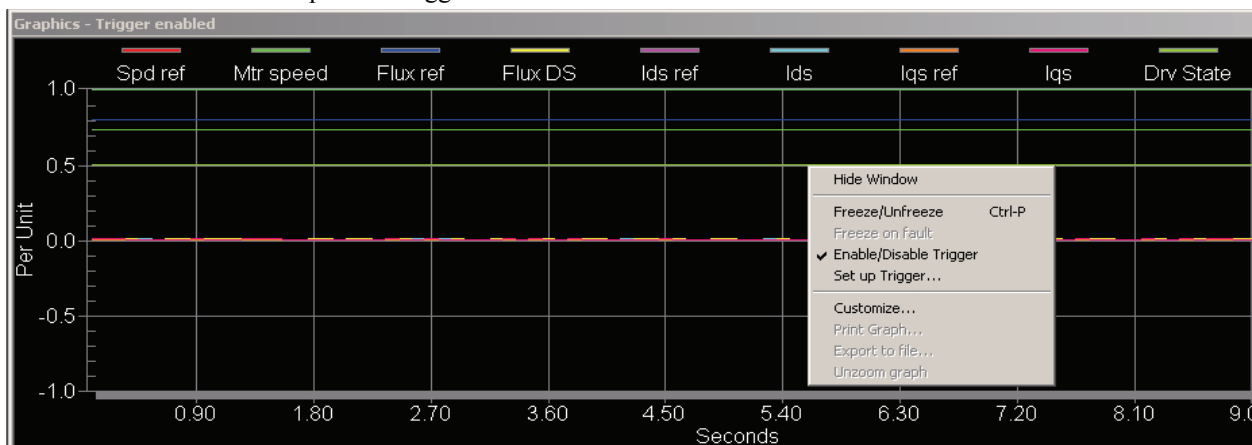 Graphics - Trigger enabled
Spd ref Mtr speed Flux ref Flux DS Ids ref Ids Iqs ref Iqs Drv State
1.0
0.5
0.0
-0.5
-1.0
Per Unit
Hide Window
Freeze/Unfreeze Ctrl-P
Freeze on fault
Enable/Disable Trigger
Set up Trigger...
Customize...
Print Graph...
Export to file...
Unzoom graph
0.90 1.80 2.70 3.60 4.50 5.40 6.30 7.20 8.10 9.0
Seconds